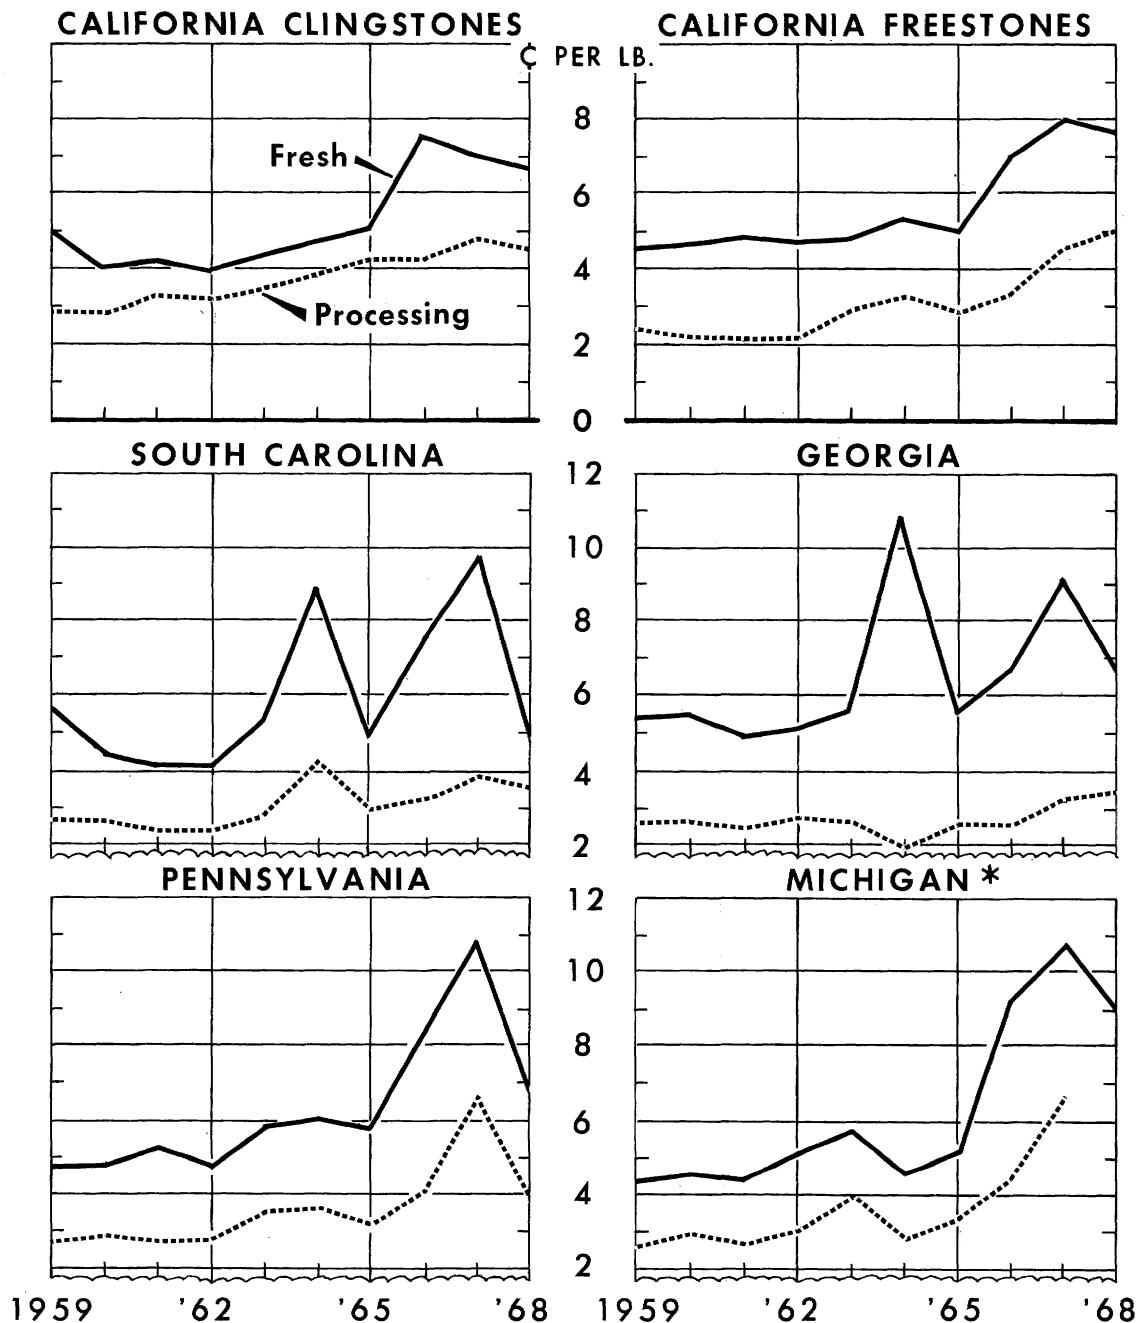 CALIFORNIA CLINGSTONES
CALIFORNIA FREESTONES
₵ PER LB.
8
Fresh
6
4
Processing
2
0
SOUTH CAROLINA
GEORGIA
12
10
8
6
4
2
PENNSYLVANIA
MICHIGAN *
12
10
8
6
4
2
1959 '62 '65 '68
1959 '62 '65 '68